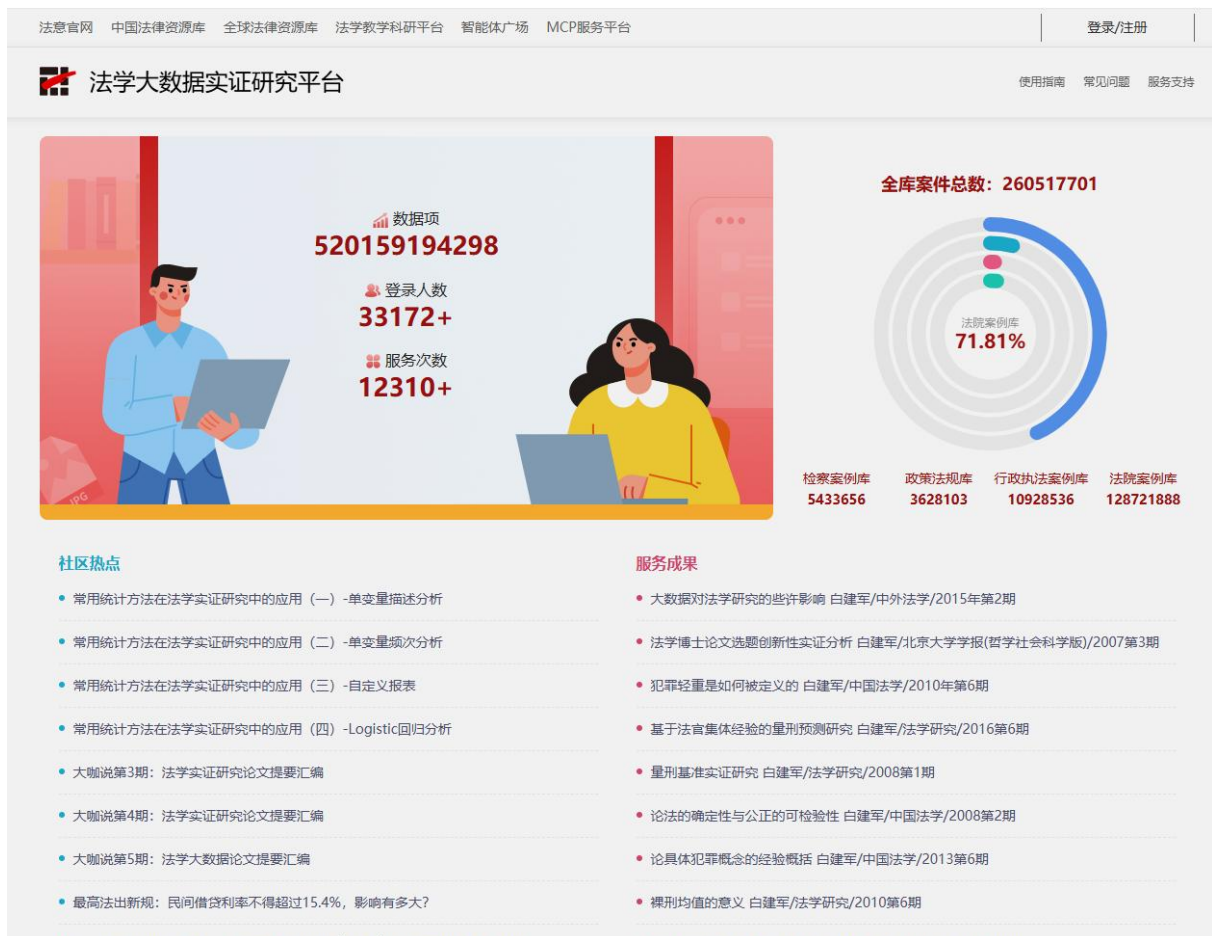 法意官网 中国法律资源库 全球法律资源库 法学教学科研平台 智能体广场 MCP服务平台 登录/注册
法学大数据实证研究平台 使用指南 常见问题 服务支持
数据项
520159194298
登录人数
33172+
服务次数
12310+
JPG
全库案件总数：260517701
法院案例库
71.81%
检察案例库 政策法规库 行政执法案例库 法院案例库
5433656 3628103 10928536 128721888
社区热点
常用统计方法在法学实证研究中的应用（一）-单变量描述分析
常用统计方法在法学实证研究中的应用（二）-单变量频次分析
常用统计方法在法学实证研究中的应用（三）-自定义报表
常用统计方法在法学实证研究中的应用（四）-Logistic回归分析
大咖说第3期：法学实证研究论文提要汇编
大咖说第4期：法学实证研究论文提要汇编
大咖说第5期：法学大数据论文提要汇编
最高法出新规：民间借贷利率不得超过15.4%，影响有多大?
服务成果
大数据对法学研究的些许影响 白建军/中外法学/2015年第2期
法学博士论文选题创新性实证分析 白建军/北京大学学报(哲学社会科学版)/2007第3期
犯罪轻重是如何被定义的 白建军/中国法学/2010年第6期
基于法官集体经验的量刑预测研究 白建军/法学研究/2016第6期
量刑基准实证研究 白建军/法学研究/2008第1期
论法的确定性与公正的可检验性 白建军/中国法学/2008第2期
论具体犯罪概念的经验概括 白建军/中国法学/2013第6期
裸刑均值的意义 白建军/法学研究/2010第6期